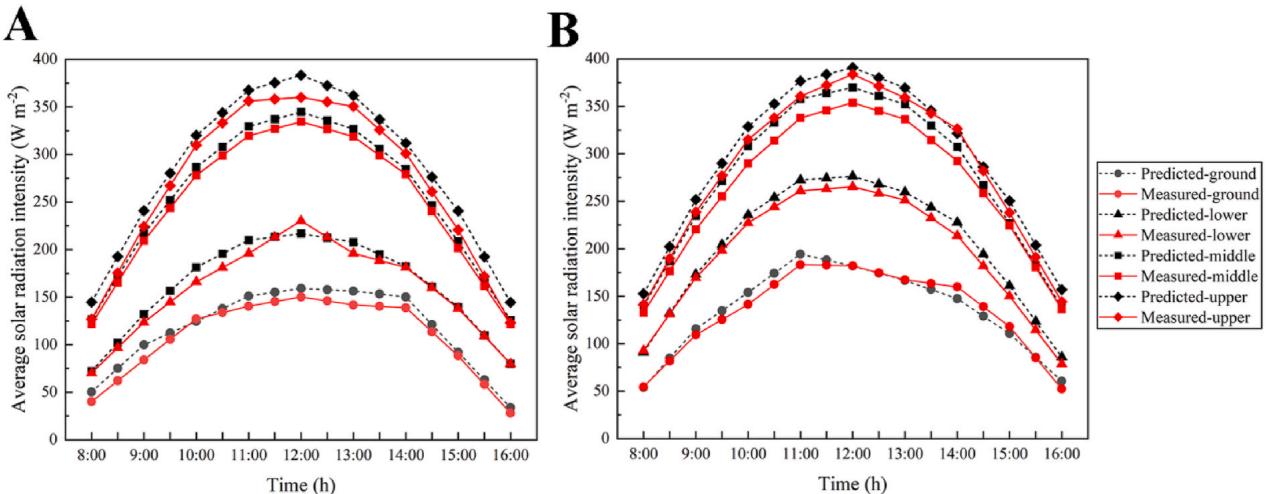 A
Average solar radiation intensity (W m⁻²)
400
350
300
250
200
150
100
50
0
8:00 9:00 10:00 11:00 12:00 13:00 14:00 15:00 16:00
Time (h)
B
Average solar radiation intensity (W m⁻²)
400
350
300
250
200
150
100
50
0
8:00 9:00 10:00 11:00 12:00 13:00 14:00 15:00 16:00
Time (h)
Predicted-ground
Measured-ground
Predicted-lower
Measured-lower
Predicted-middle
Measured-middle
Predicted-upper
Measured-upper